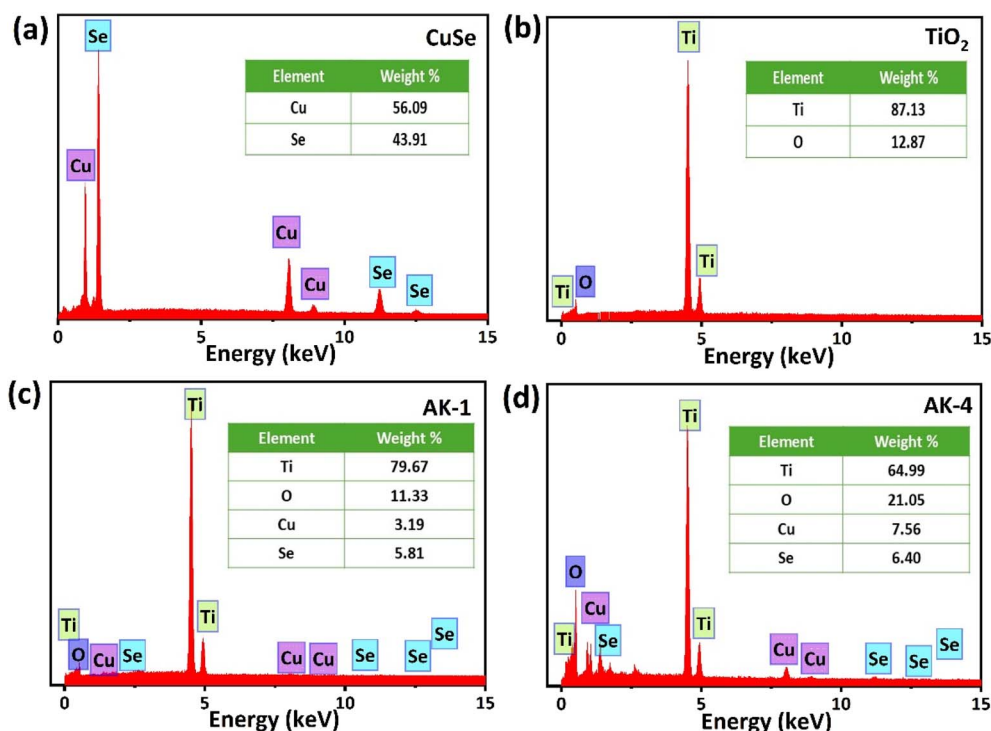 (a)
CuSe
Se
Element Weight %
Cu 56.09
Se 43.91
Cu
Cu
Cu
Se
Se
0 5 10 15
Energy (keV)
(b)
TiO₂
Ti
Element Weight %
Ti 87.13
O 12.87
Ti
O
Ti
0 5 10 15
Energy (keV)
(c)
AK-1
Ti
Element Weight %
Ti 79.67
O 11.33
Cu 3.19
Se 5.81
Ti
Ti
O
Cu
Se
Cu
Cu
Se
Se
Se
0 5 10 15
Energy (keV)
(d)
AK-4
Ti
Element Weight %
Ti 64.99
O 21.05
Cu 7.56
Se 6.40
O
Cu
Ti
Se
Ti
Cu
Cu
Se
Se
Se
0 5 10 15
Energy (keV)